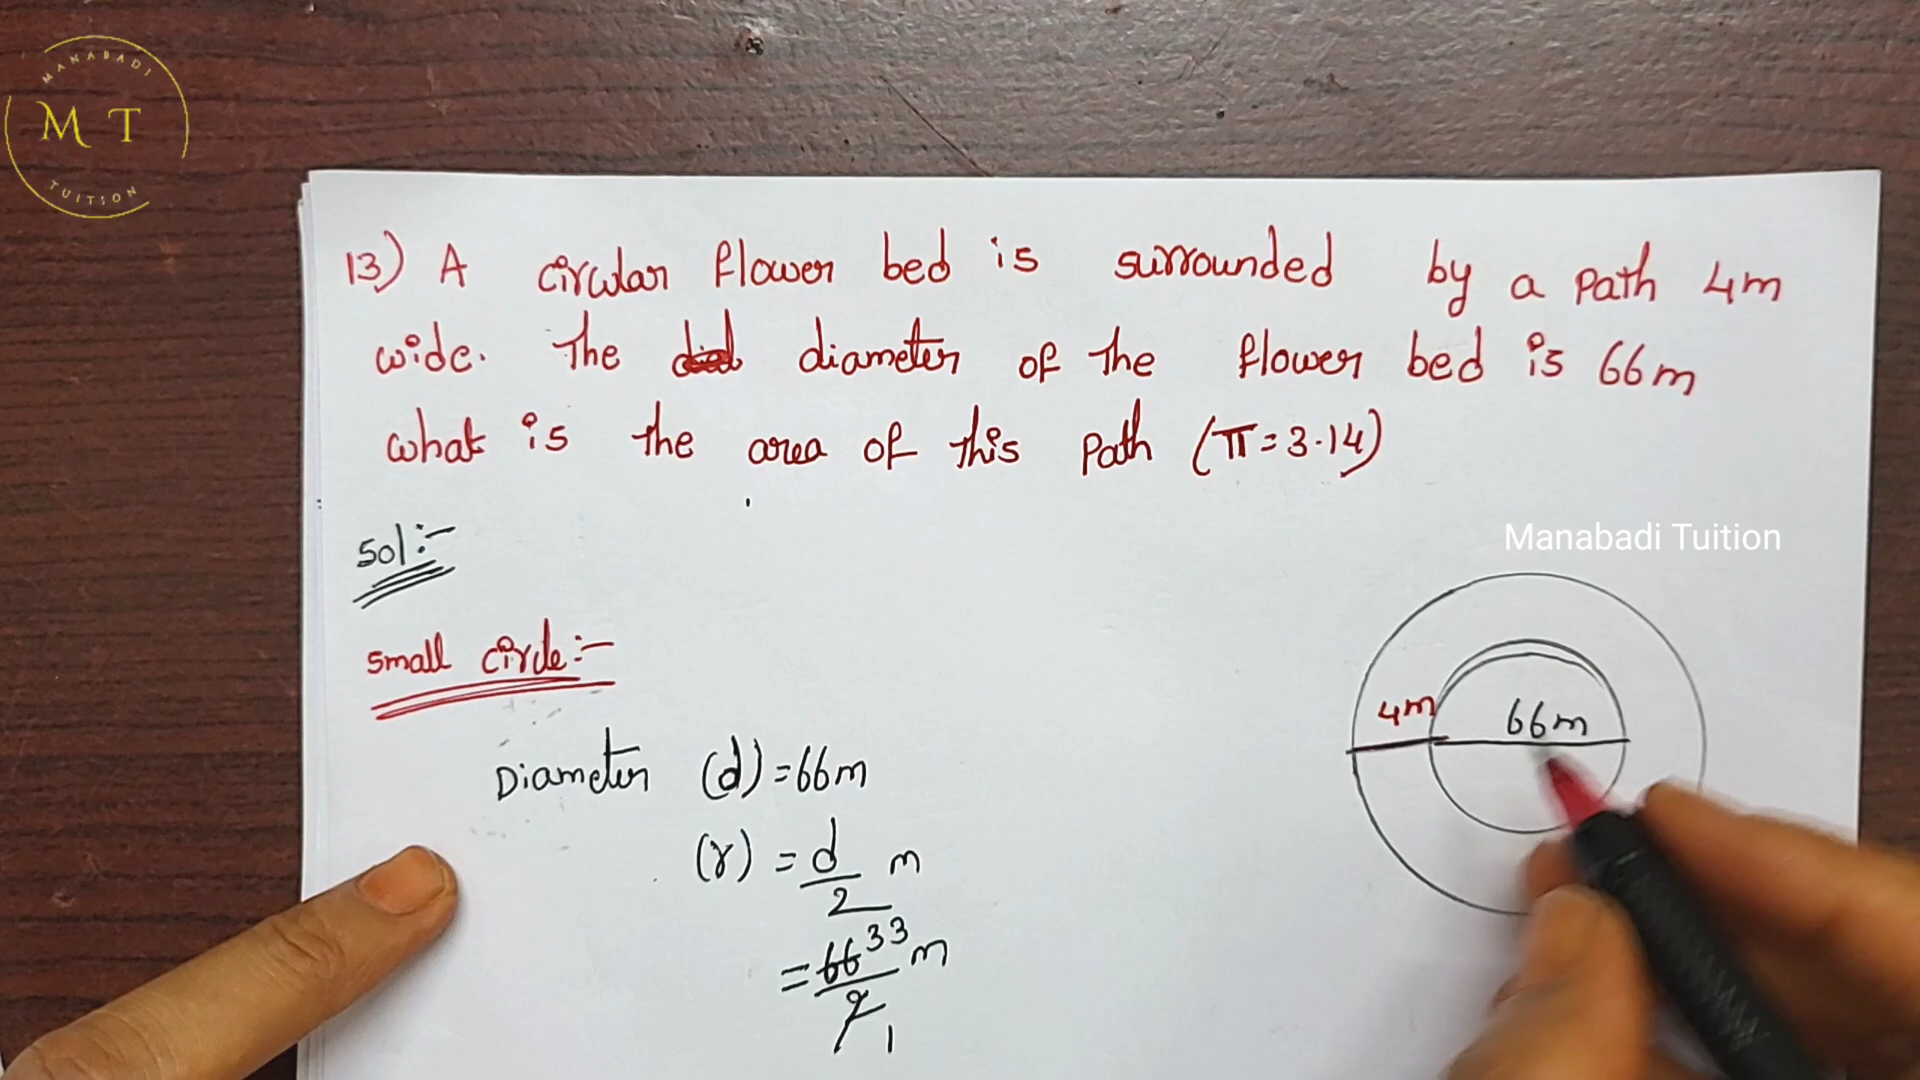 MANABADI
M T
TUITION
13) A circular flower bed is surrounded by a path 4m
wide. The diameter of the flower bed is 66m
what is the area of this path (π=3.14)
Sol:-
Manabadi Tuition
small circle:-
4m
66m
Diameter (d)=66m
(r) = d/2 m
= 66 33/2 1 m